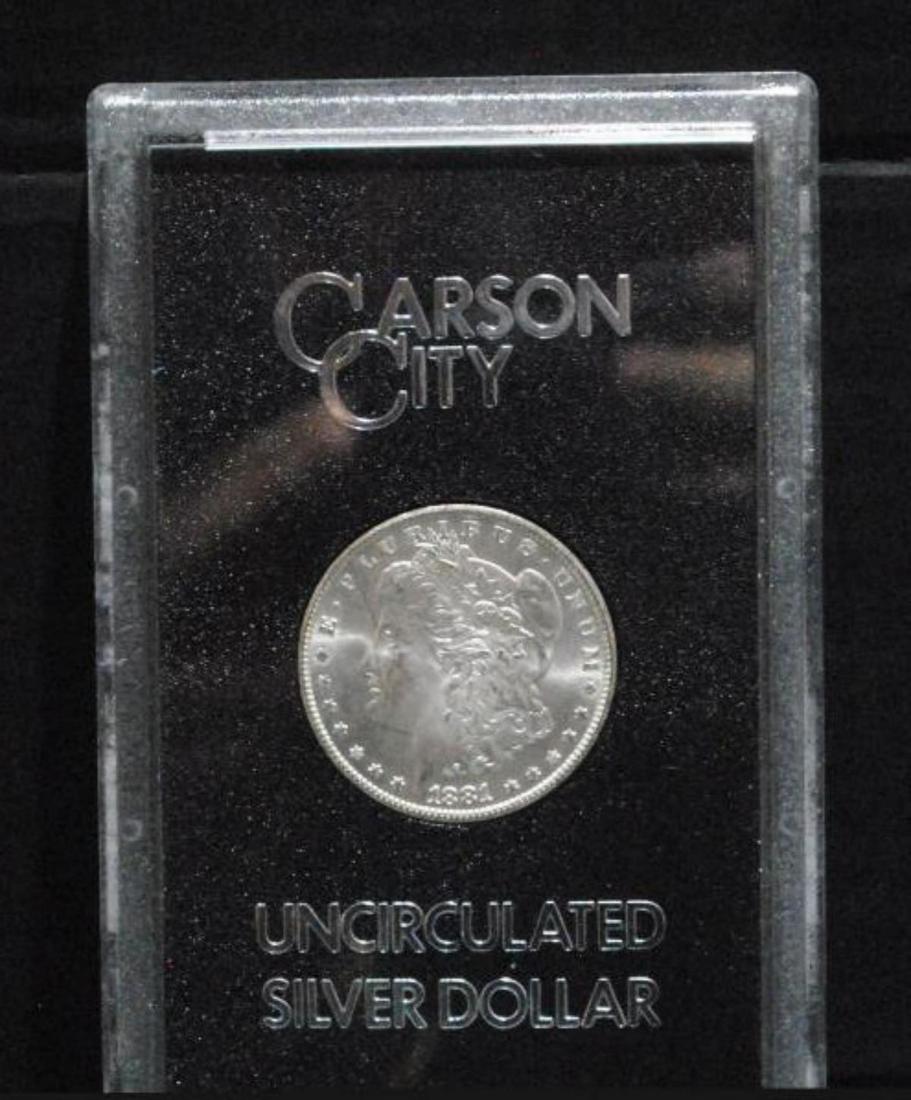 CARSON
CITY
E · PLURIBUS · UNUM
1881
UNCIRCULATED
SILVER DOLLAR